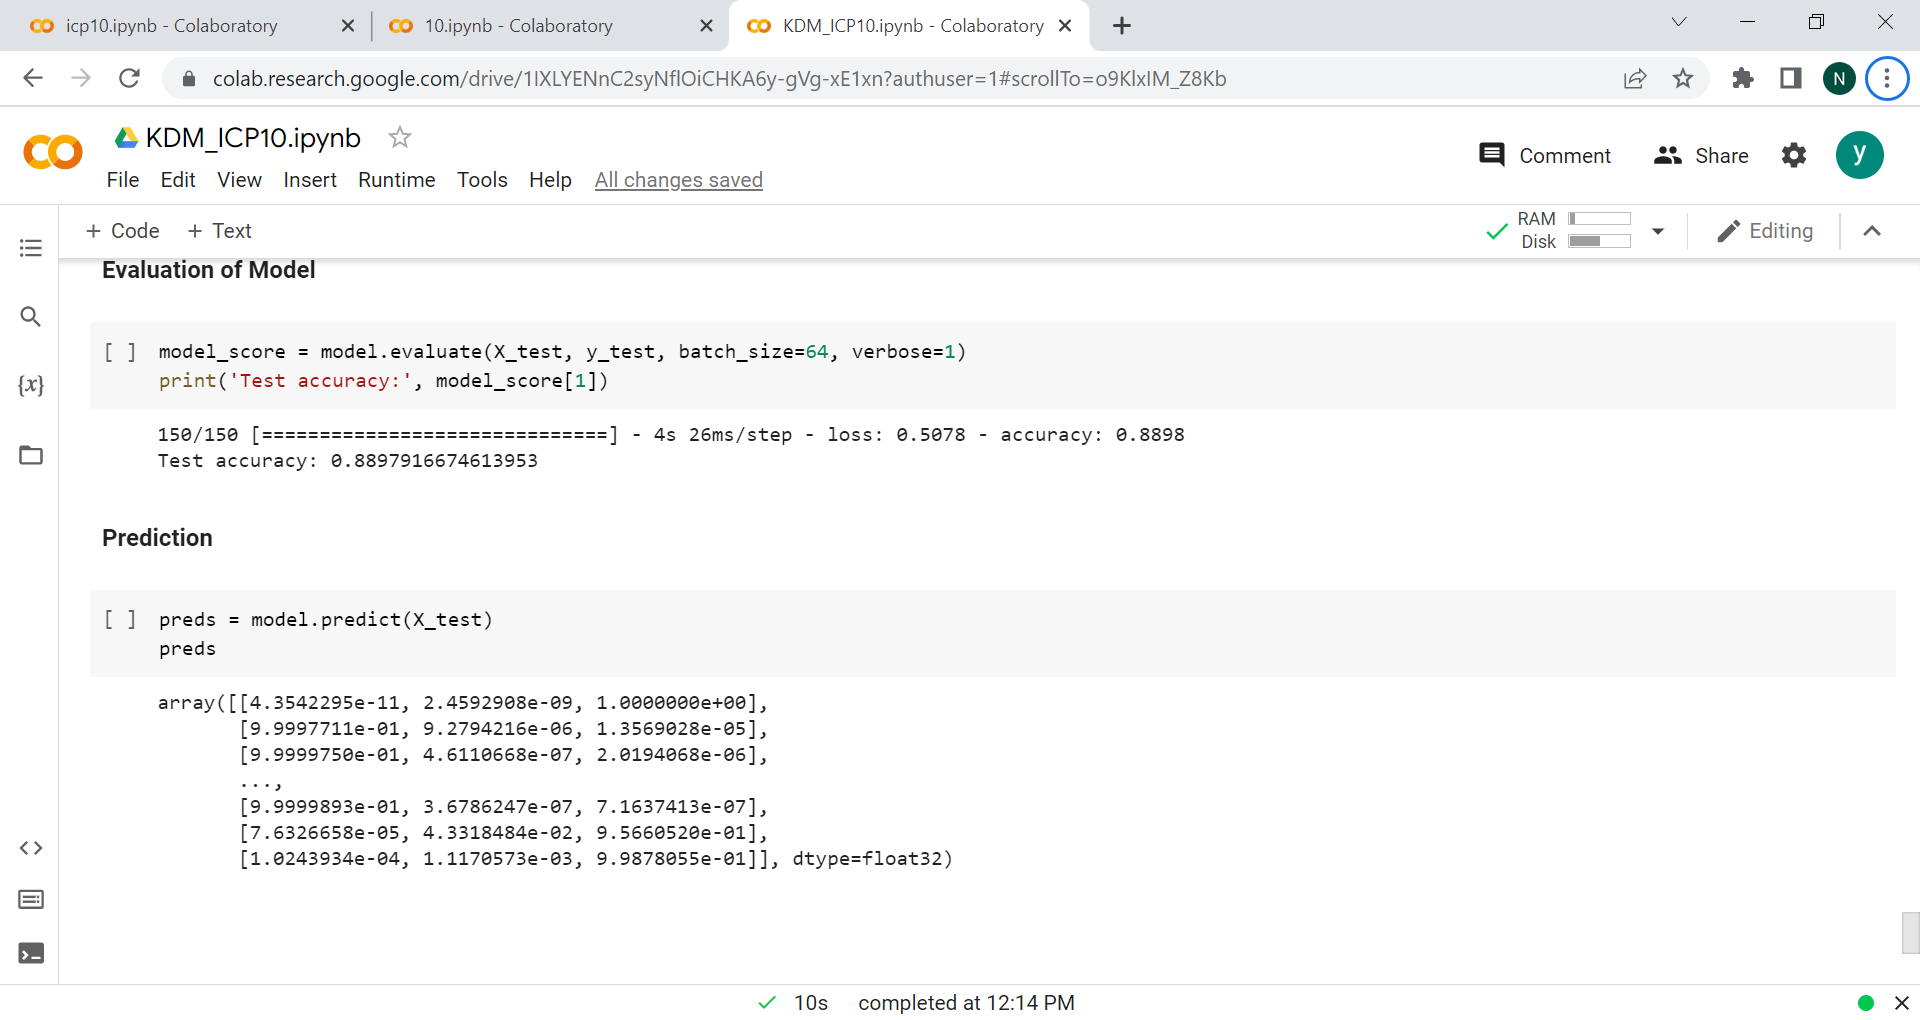 icp10.ipynb - Colaboratory
10.ipynb - Colaboratory
KDM_ICP10.ipynb - Colaboratory
colab.research.google.com/drive/1IXLYENnC2syNflOiCHKA6y-gVg-xE1xn?authuser=1#scrollTo=o9KlxIM_Z8Kb
N
KDM_ICP10.ipynb
Comment
Share
y
File Edit View Insert Runtime Tools Help All changes saved
+ Code + Text
RAM
Disk
Editing
Evaluation of Model
[ ] model_score = model.evaluate(X_test, y_test, batch_size=64, verbose=1)
print('Test accuracy:', model_score[1])
150/150 [==============================] - 4s 26ms/step - loss: 0.5078 - accuracy: 0.8898
Test accuracy: 0.8897916674613953
{x}
Prediction
[ ] preds = model.predict(X_test)
preds
array([[4.3542295e-11, 2.4592908e-09, 1.0000000e+00],
[9.9997711e-01, 9.2794216e-06, 1.3569028e-05],
[9.9999750e-01, 4.6110668e-07, 2.0194068e-06],
...,
[9.9999893e-01, 3.6786247e-07, 7.1637413e-07],
[7.6326658e-05, 4.3318484e-02, 9.5660520e-01],
[1.0243934e-04, 1.1170573e-03, 9.9878055e-01]], dtype=float32)
10s completed at 12:14 PM